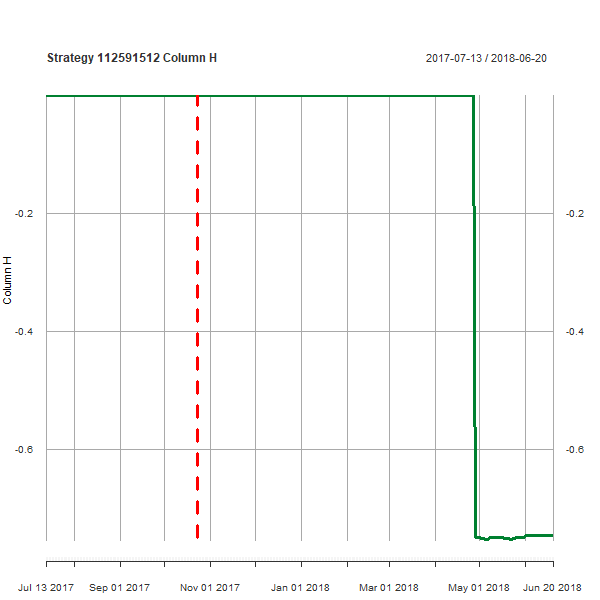 Strategy 112591512 Column H
2017-07-13 / 2018-06-20
-0.2
-0.2
Column H
-0.4
-0.4
-0.6
-0.6
Jul 13 2017
Sep 01 2017
Nov 01 2017
Jan 01 2018
Mar 01 2018
May 01 2018
Jun 20 2018